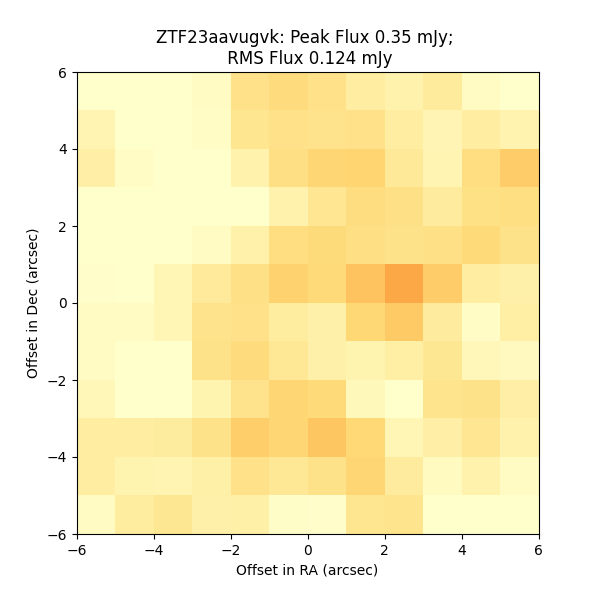 ZTF23aavugvk: Peak Flux 0.35 mJy;
RMS Flux 0.124 mJy
6
4
2
0
−2
−4
−6
Offset in Dec (arcsec)
−6 −4 −2 0 2 4 6
Offset in RA (arcsec)